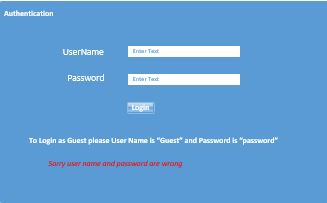 Authentication
UserName Enter Text
Password Enter Text
Login
To Login as Guest please User Name is "Guest" and Password is "password"
Sorry user name and password are wrong